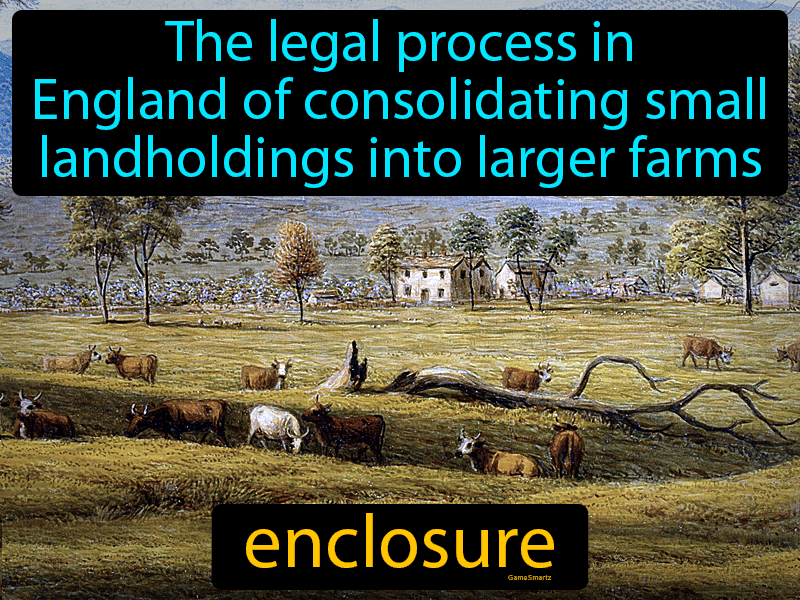 The legal process in
England of consolidating small
landholdings into larger farms
enclosure
GameSmartz